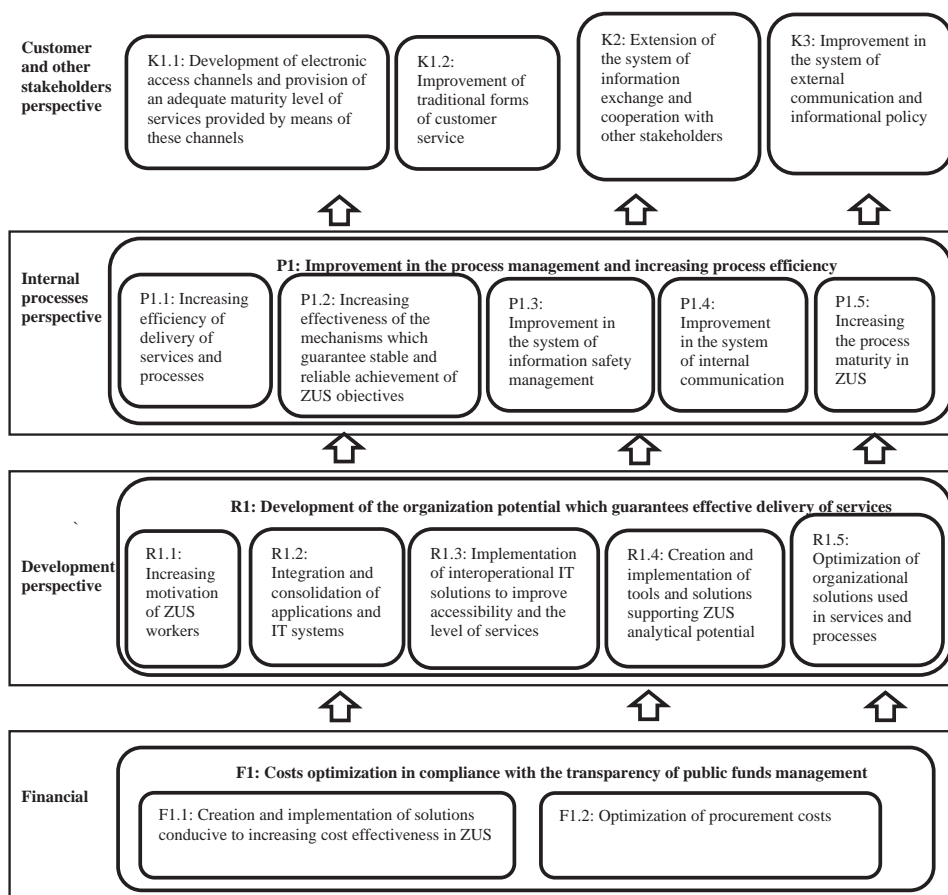 Customer
and other
stakeholders
perspective
K1.1: Development of electronic
access channels and provision of
an adequate maturity level of
services provided by means of
these channels
K1.2:
Improvement of
traditional forms
of customer
service
K2: Extension of
the system of
information
exchange and
cooperation with
other stakeholders
K3: Improvement in
the system of
external
communication and
informational policy
Internal
processes
perspective
P1: Improvement in the process management and increasing process efficiency
P1.1: Increasing
efficiency of
delivery of
services and
processes
P1.2: Increasing
effectiveness of the
mechanisms which
guarantee stable and
reliable achievement of
ZUS objectives
P1.3:
Improvement in
the system of
information safety
management
P1.4:
Improvement
in the system
of internal
communication
P1.5:
Increasing
the process
maturity in
ZUS
`
Development
perspective
R1: Development of the organization potential which guarantees effective delivery of services
R1.1:
Increasing
motivation
of ZUS
workers
R1.2:
Integration and
consolidation of
applications and
IT systems
R1.3: Implementation
of interoperational IT
solutions to improve
accessibility and the
level of services
R1.4: Creation and
implementation of
tools and solutions
supporting ZUS
analytical potential
R1.5:
Optimization of
organizational
solutions used
in services and
processes
Financial
F1: Costs optimization in compliance with the transparency of public funds management
F1.1: Creation and implementation of solutions
conducive to increasing cost effectiveness in ZUS
F1.2: Optimization of procurement costs